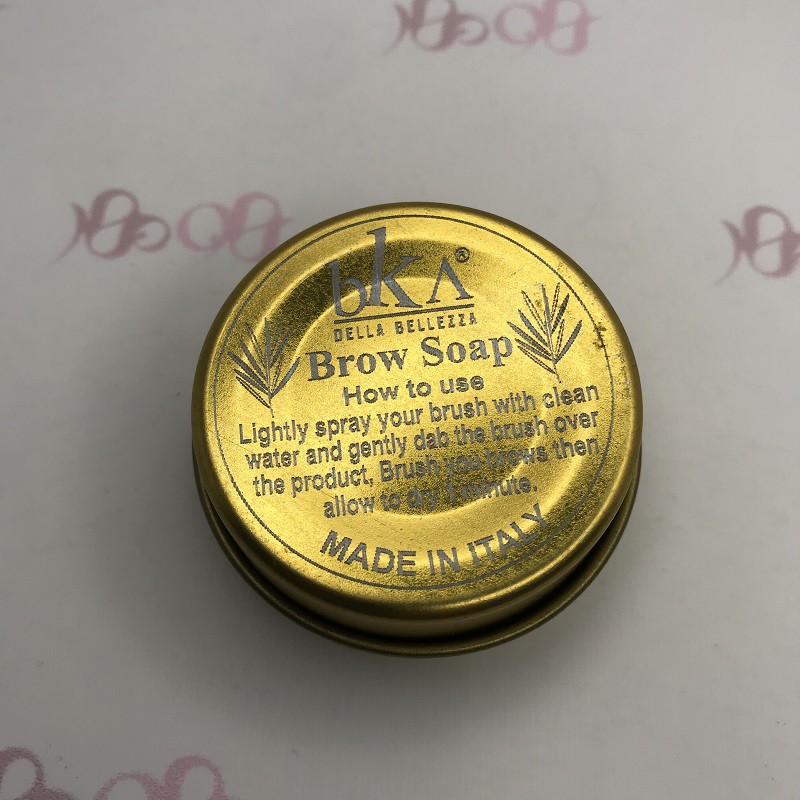 bkΛ®
DELLA BELLEZZA
Brow Soap
How to use
Lightly spray your brush with clean
water and gently dab the brush over
the product, Brush you brows then
allow to dry 1 minute.
MADE IN ITALY